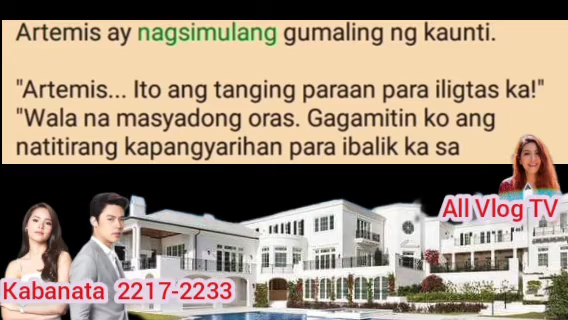 Artemis ay nagsimulang gumaling ng kaunti.
"Artemis... Ito ang tanging paraan para iligtas ka!"
"Wala na masyadong oras. Gagamitin ko ang
natitirang kapangyarihan para ibalik ka sa
All Vlog TV
Kabanata 2217-2233